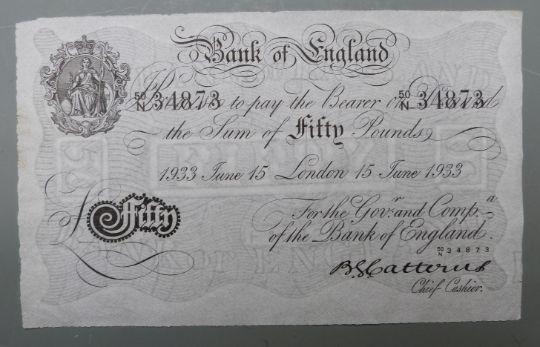 Bank of England
50/N 34873 50/N 34873
Promise to pay the Bearer on Demand
the Sum of Fifty Pounds
1933 June 15 London 15 June 1933
For the Gov.r and Comp.a
of the Bank of England.
£Fifty
50/N 34873
B G Catterns
Chief Cashier.